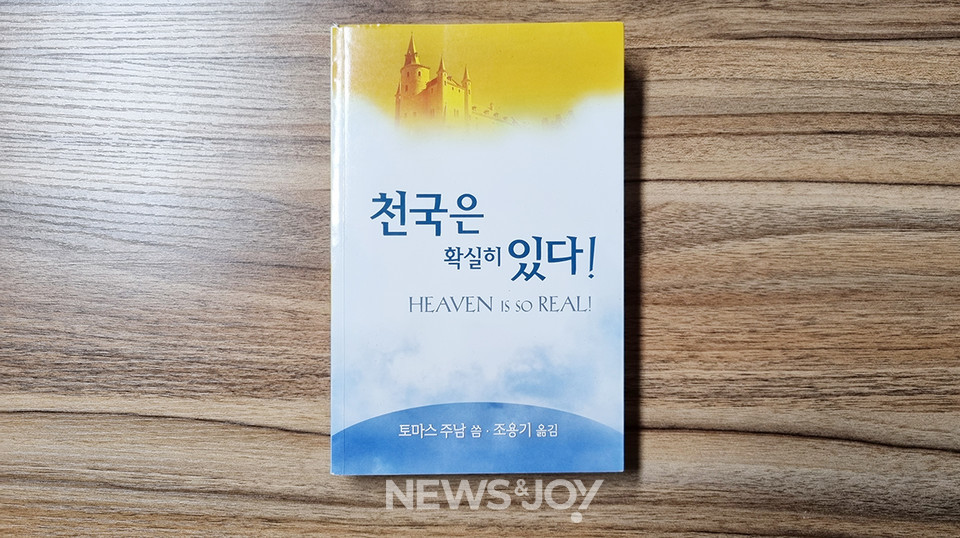 천국은
확실히 있다!
HEAVEN IS SO REAL!
토마스 주남 씀 · 조용기 옮김
NEWS&JOY